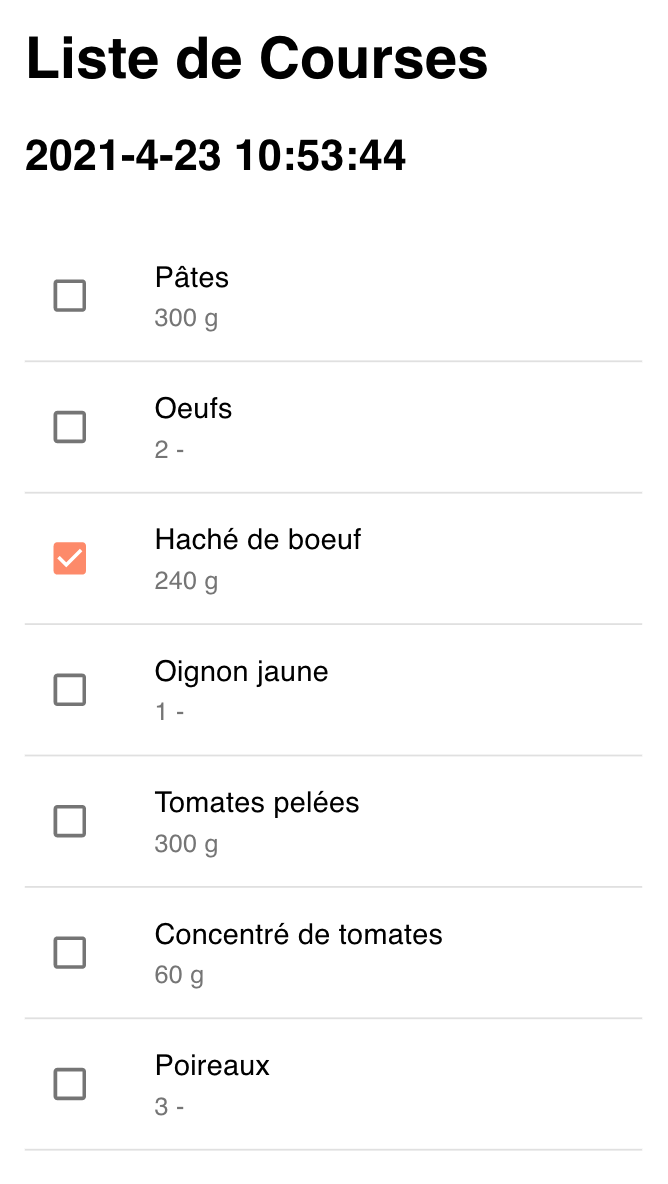 Liste de Courses
2021-4-23 10:53:44
Pâtes
300 g
Oeufs
2 -
Haché de boeuf
240 g
Oignon jaune
1 -
Tomates pelées
300 g
Concentré de tomates
60 g
Poireaux
3 -